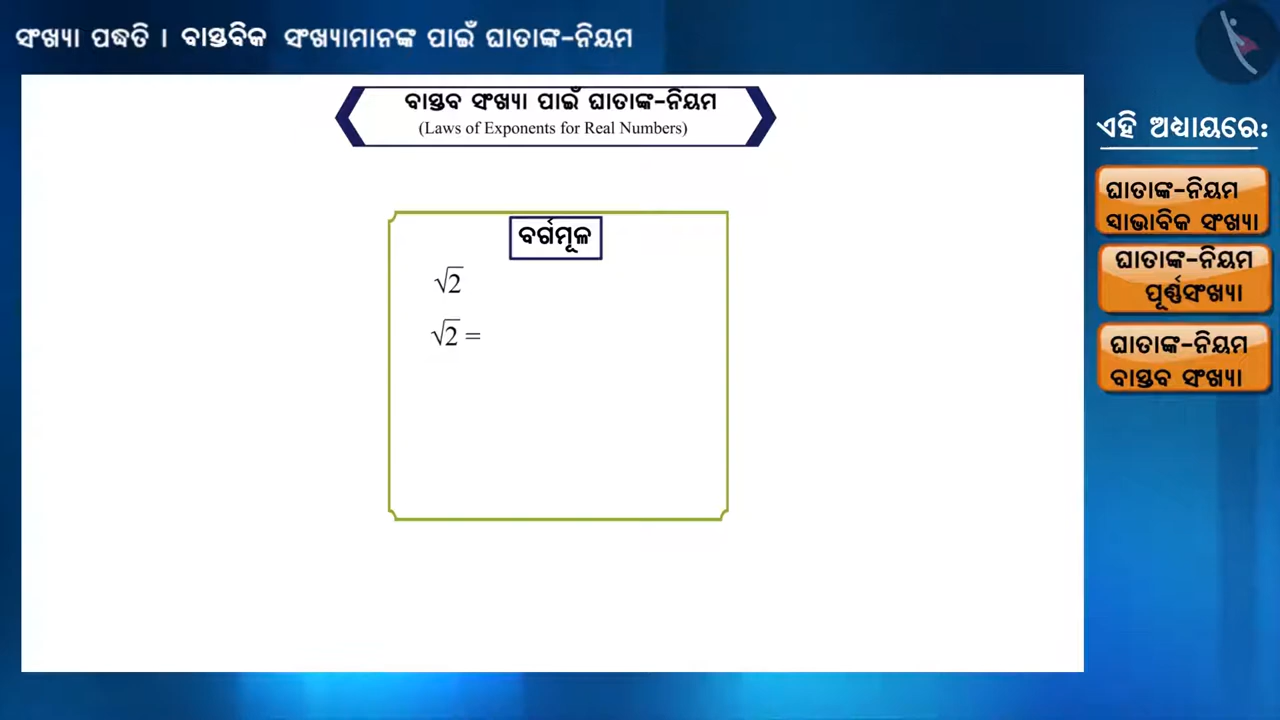 ସଂଖ୍ୟା ପଦ୍ଧତି । ବାସ୍ତବିକ ସଂଖ୍ୟାମାନଙ୍କ ପାଇଁ ଘାତାଙ୍କ-ନିୟମ
ବାସ୍ତବ ସଂଖ୍ୟା ପାଇଁ ଘାତାଙ୍କ-ନିୟମ
(Laws of Exponents for Real Numbers)
ବର୍ଗମୂଳ
√2
√2 =
ଏହି ଅଧ୍ୟାୟରେ:
ଘାତାଙ୍କ-ନିୟମ
ସ୍ବାଭାବିକ ସଂଖ୍ୟା
ଘାତାଙ୍କ-ନିୟମ
ପୂର୍ଣ୍ଣସଂଖ୍ୟା
ଘାତାଙ୍କ-ନିୟମ
ବାସ୍ତବ ସଂଖ୍ୟା